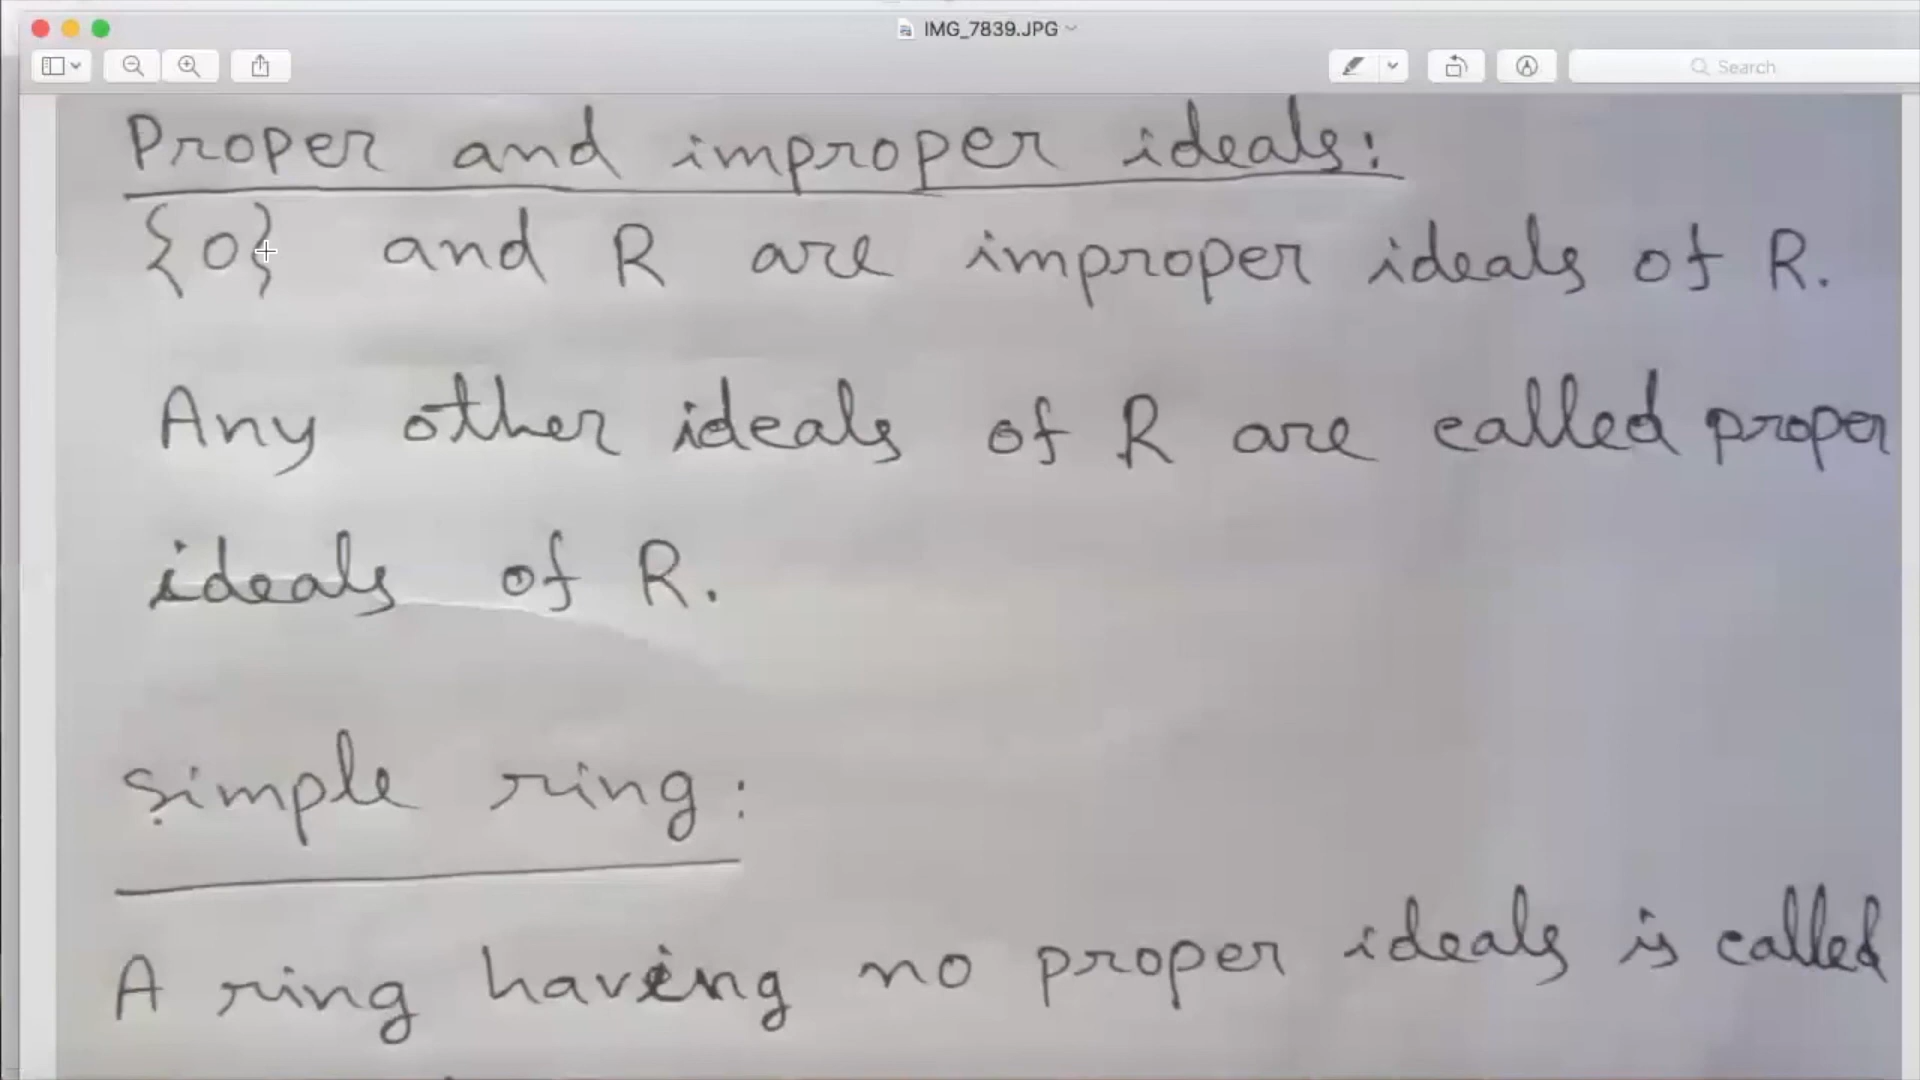 IMG_7839.JPG
Search
Proper and improper ideals:
{0} and R are improper ideals of R.
Any other ideals of R are called proper
ideals of R.
Simple ring:
A ring having no proper ideals is called